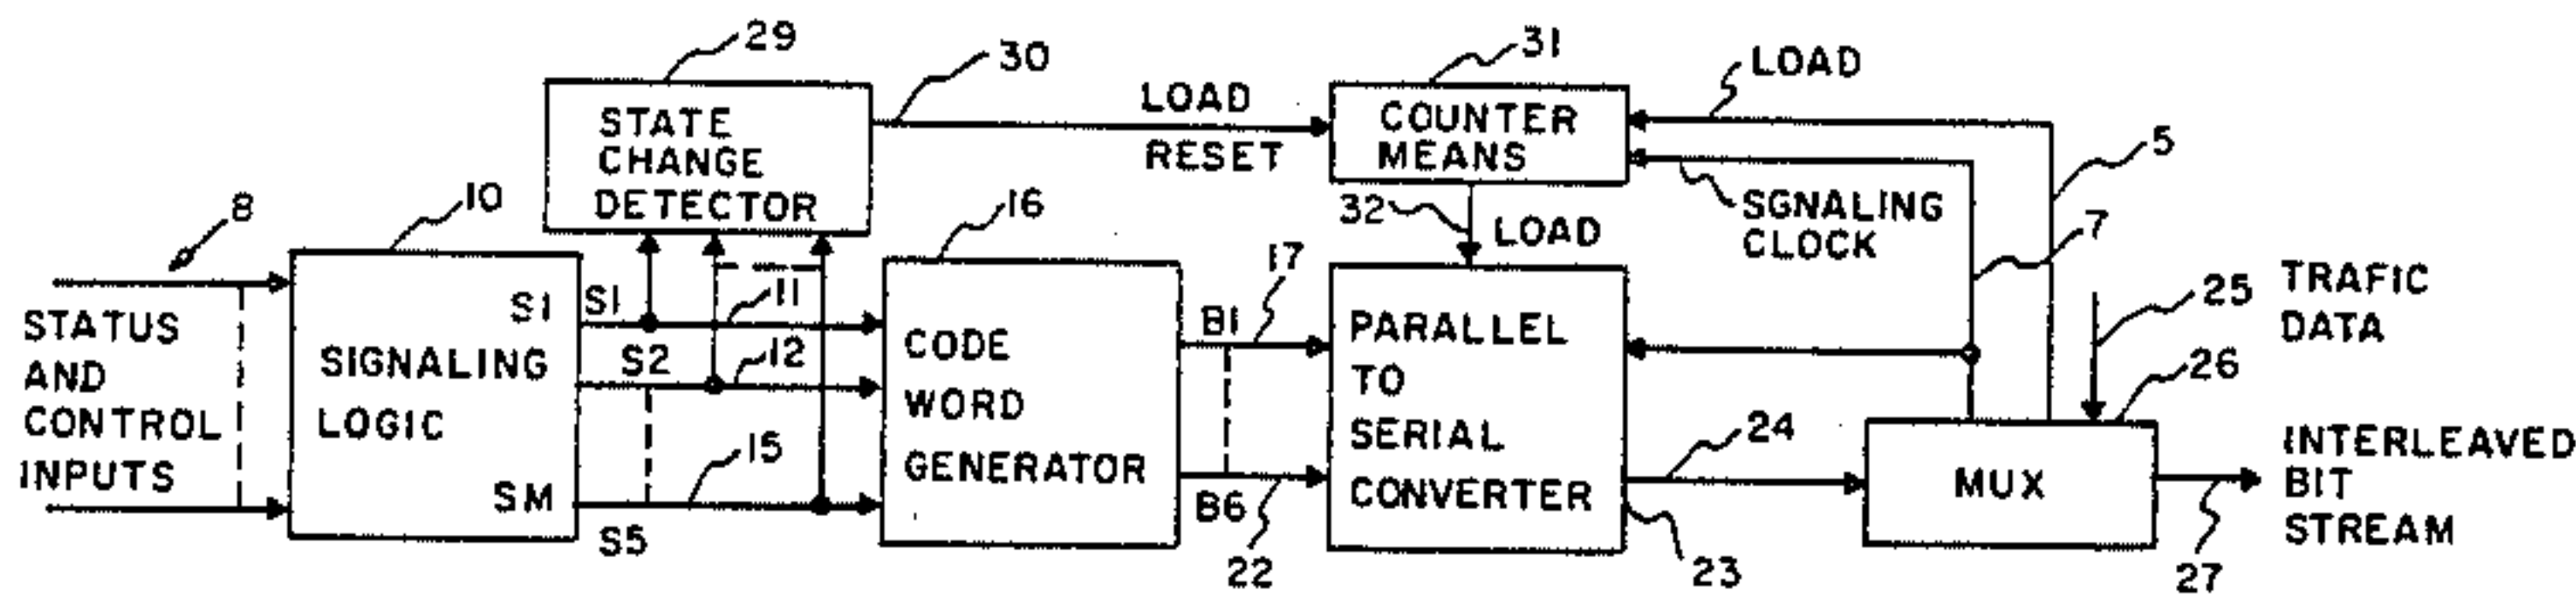 29
30
31
LOAD
5
STATE
CHANGE
DETECTOR
LOAD
RESET
COUNTER
MEANS
SGNALING
CLOCK
7
8
10
16
32
LOAD
17
25
TRAFIC
DATA
26
STATUS
AND
CONTROL
INPUTS
S1
SIGNALING
LOGIC
SM
S1
11
S2
12
15
S5
CODE
WORD
GENERATOR
B1
B6
22
PARALLEL
TO
SERIAL
CONVERTER
24
23
MUX
INTERLEAVED
BIT
STREAM
27